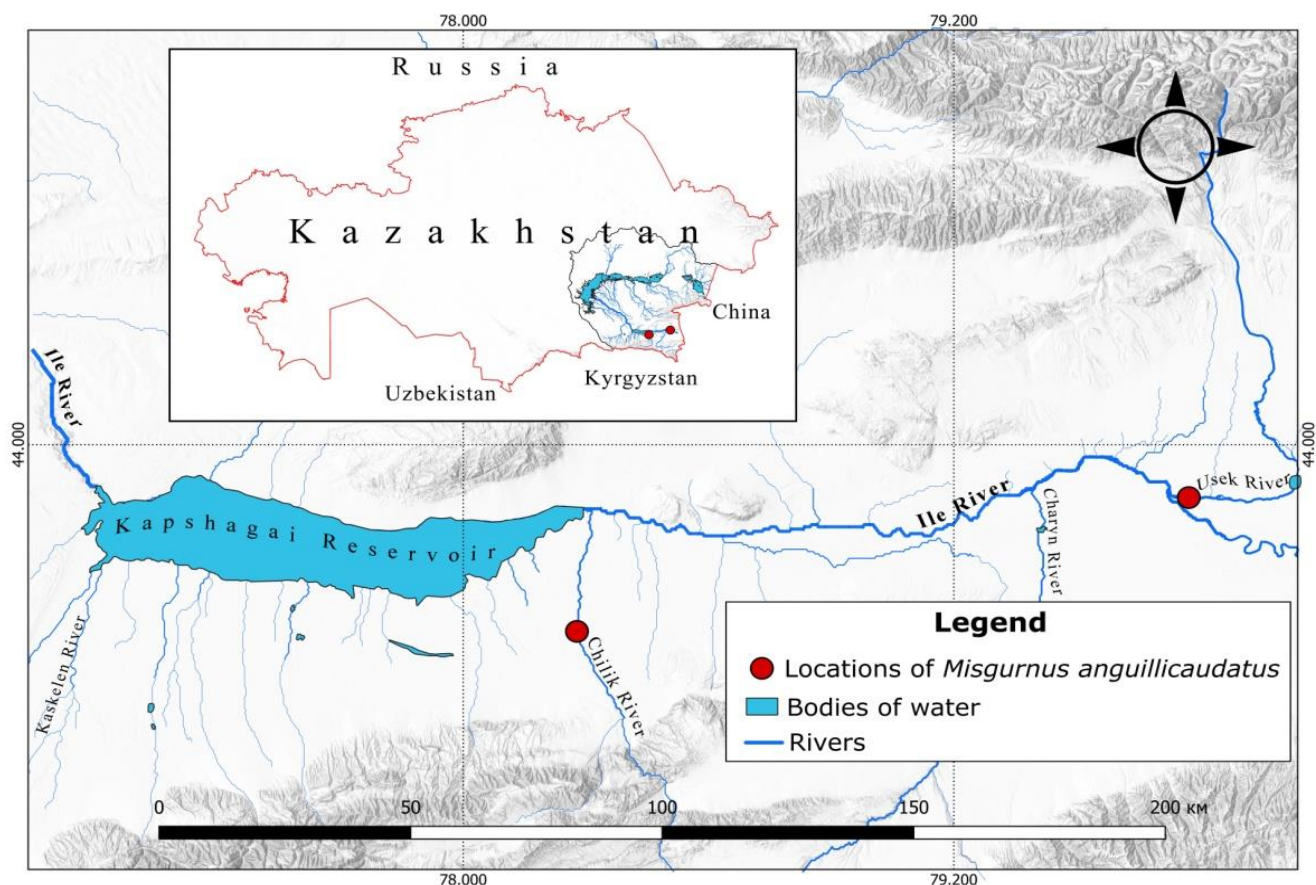 78.000
79.200
Russia
Kazakhstan
China
Kyrgyzstan
Uzbekistan
44.000
44.000
Ile River
Kapshagai Reservoir
Ile River
Usek River
Charyn River
Chilik River
Kaskelen River
Legend
Locations of Misgurnus anguillicaudatus
Bodies of water
Rivers
0 50 100 150 200 км
78.000
79.200